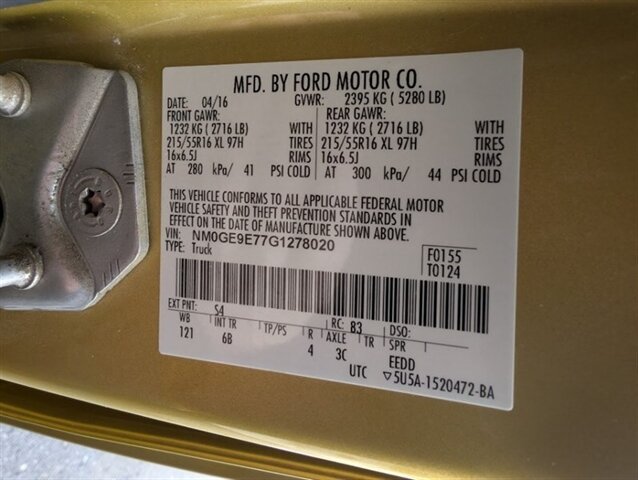 MFD. BY FORD MOTOR CO.
DATE: 04/16 GVWR: 2395 KG ( 5280 LB)
FRONT GAWR: REAR GAWR:
1232 KG ( 2716 LB) WITH 1232 KG ( 2716 LB) WITH
215/55R16 XL 97H TIRES 215/55R16 XL 97H TIRES
16x6.5J RIMS 16x6.5J RIMS
AT 280 kPa/ 41 PSI COLD AT 300 kPa/ 44 PSI COLD
THIS VEHICLE CONFORMS TO ALL APPLICABLE FEDERAL MOTOR
VEHICLE SAFETY AND THEFT PREVENTION STANDARDS IN
EFFECT ON THE DATE OF MANUFACTURE SHOWN ABOVE.
VIN: NM0GE9E77G1278020
TYPE: Truck
F0155
T0124
EXT PNT: S4 RC: 83 DSO:
WB INT TR TP/PS R AXLE TR SPR
121 6B 4 3C EEDD
UTC ▽5U5A-1520472-BA